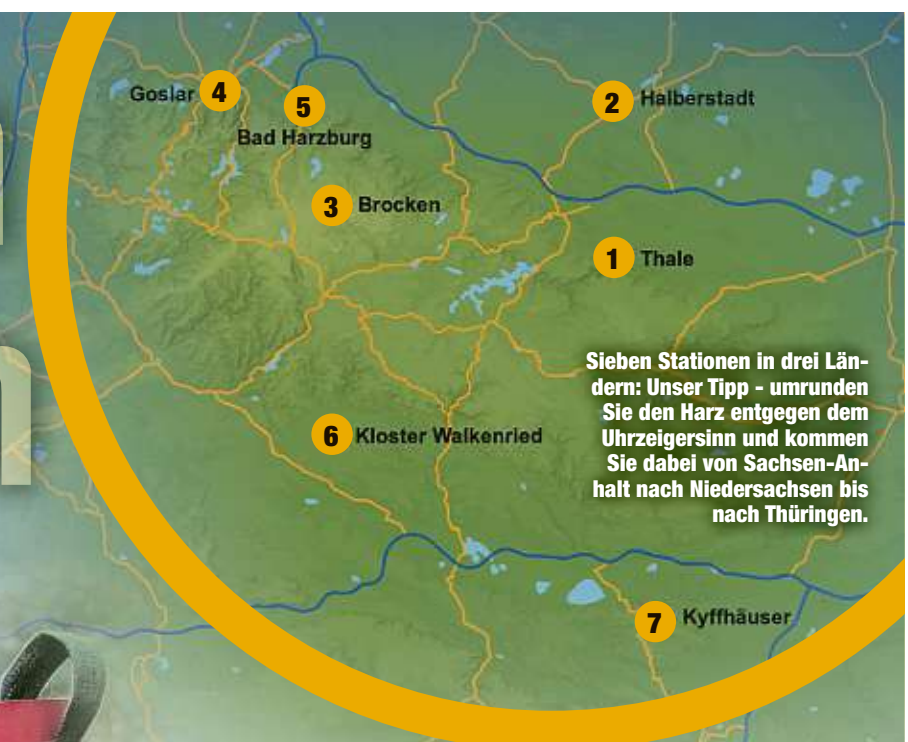 Goslar 4
5
Bad Harzburg
2 Halberstadt
3 Brocken
1 Thale
Sieben Stationen in drei Län-
dern: Unser Tipp - umrunden
Sie den Harz entgegen dem
Uhrzeigersinn und kommen
Sie dabei von Sachsen-An-
halt nach Niedersachsen bis
nach Thüringen.
6 Kloster Walkenried
7 Kyffhäuser